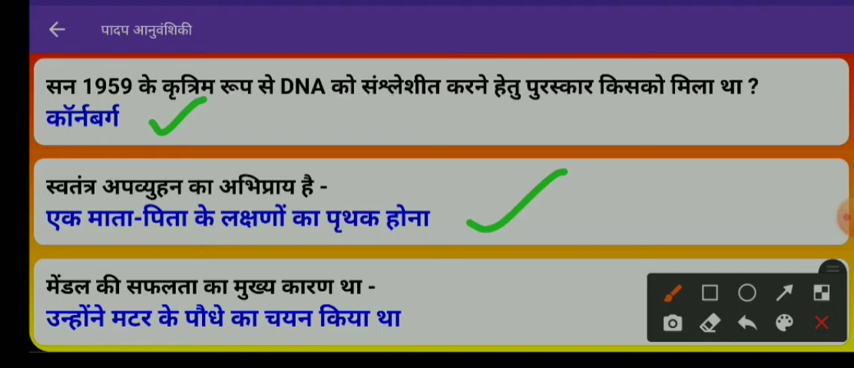 पादप आनुवंशिकी
सन 1959 के कृत्रिम रूप से DNA को संश्लेशीत करने हेतु पुरस्कार किसको मिला था ?
कॉर्नबर्ग
स्वतंत्र अपव्युहन का अभिप्राय है -
एक माता-पिता के लक्षणों का पृथक होना
मेंडल की सफलता का मुख्य कारण था -
उन्होंने मटर के पौधे का चयन किया था